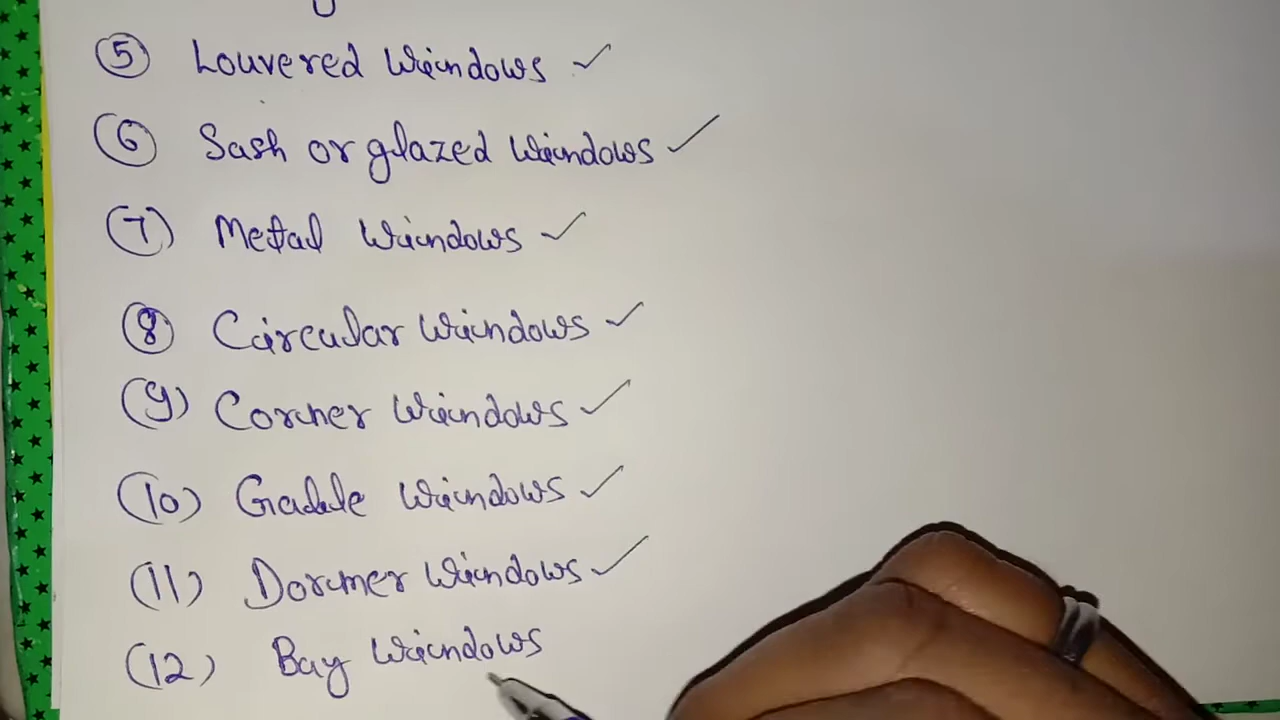 5 Louvered Windows ✓
6 Sash or glazed Windows ✓
(7) Metal Windows ✓
8 Circular Windows ✓
(9) Corner Windows ✓
(10) Gable Windows ✓
(11) Dormer Windows ✓
(12) Bay Windows